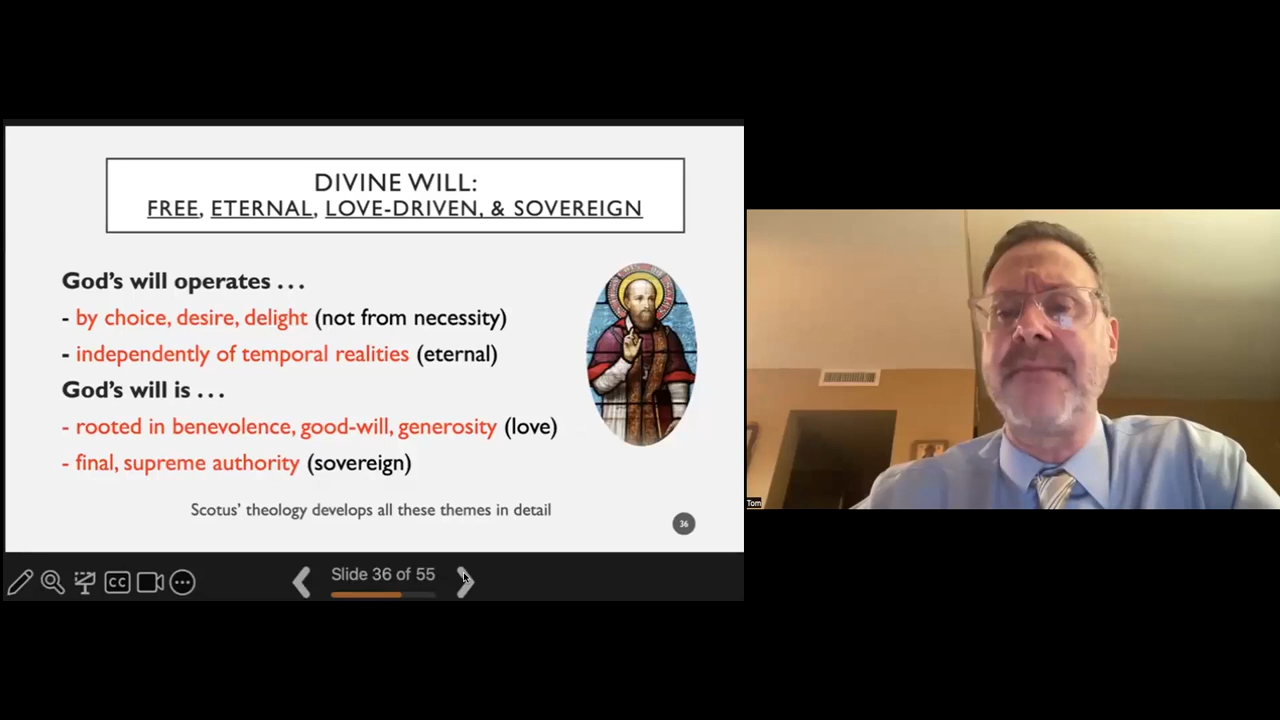 DIVINE WILL:
FREE, ETERNAL, LOVE-DRIVEN, & SOVEREIGN
God’s will operates . . .
- by choice, desire, delight (not from necessity)
- independently of temporal realities (eternal)
God’s will is . . .
- rooted in benevolence, good-will, generosity (love)
- final, supreme authority (sovereign)
Scotus’ theology develops all these themes in detail
36
CC
Slide 36 of 55
Tom